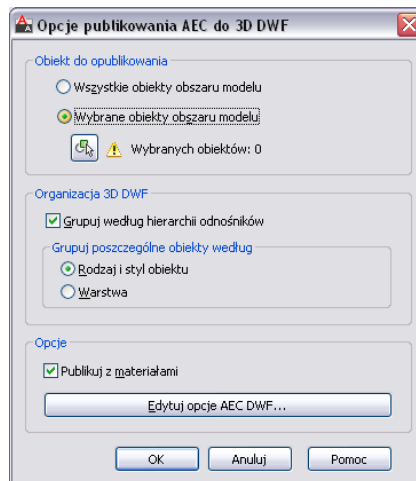 Opcje publikowania AEC do 3D DWF
Obiekt do opublikowania
Wszystkie obiekty obszaru modelu
Wybrane obiekty obszaru modelu
Wybranych obiektów: 0
Organizacja 3D DWF
Grupuj według hierarchii odnośników
Grupuj poszczególne obiekty według
Rodzaj i styl obiektu
Warstwa
Opcje
Publikuj z materiałami
Edytuj opcje AEC DWF...
OK Anuluj Pomoc